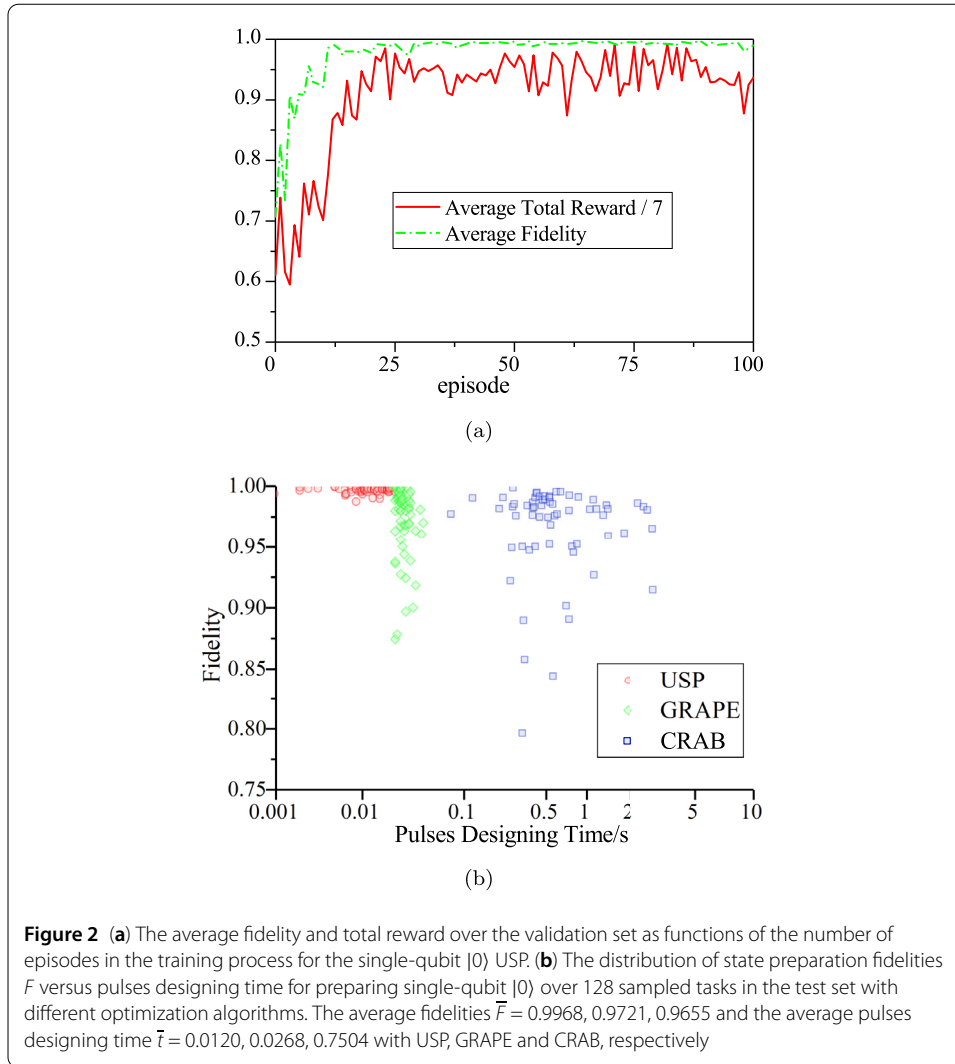 1.0
0.9
0.8
0.7
0.6
0.5
Average Total Reward / 7
Average Fidelity
0 25 50 75 100
episode
(a)
1.00
0.95
0.90
0.85
0.80
0.75
Fidelity
USP
GRAPE
CRAB
0.001 0.01 0.1 0.5 1 2 5 10
Pulses Designing Time/s
(b)
Figure 2 (a) The average fidelity and total reward over the validation set as functions of the number of
episodes in the training process for the single-qubit |0⟩ USP. (b) The distribution of state preparation fidelities
F versus pulses designing time for preparing single-qubit |0⟩ over 128 sampled tasks in the test set with
different optimization algorithms. The average fidelities F̅ = 0.9968, 0.9721, 0.9655 and the average pulses
designing time t̅ = 0.0120, 0.0268, 0.7504 with USP, GRAPE and CRAB, respectively